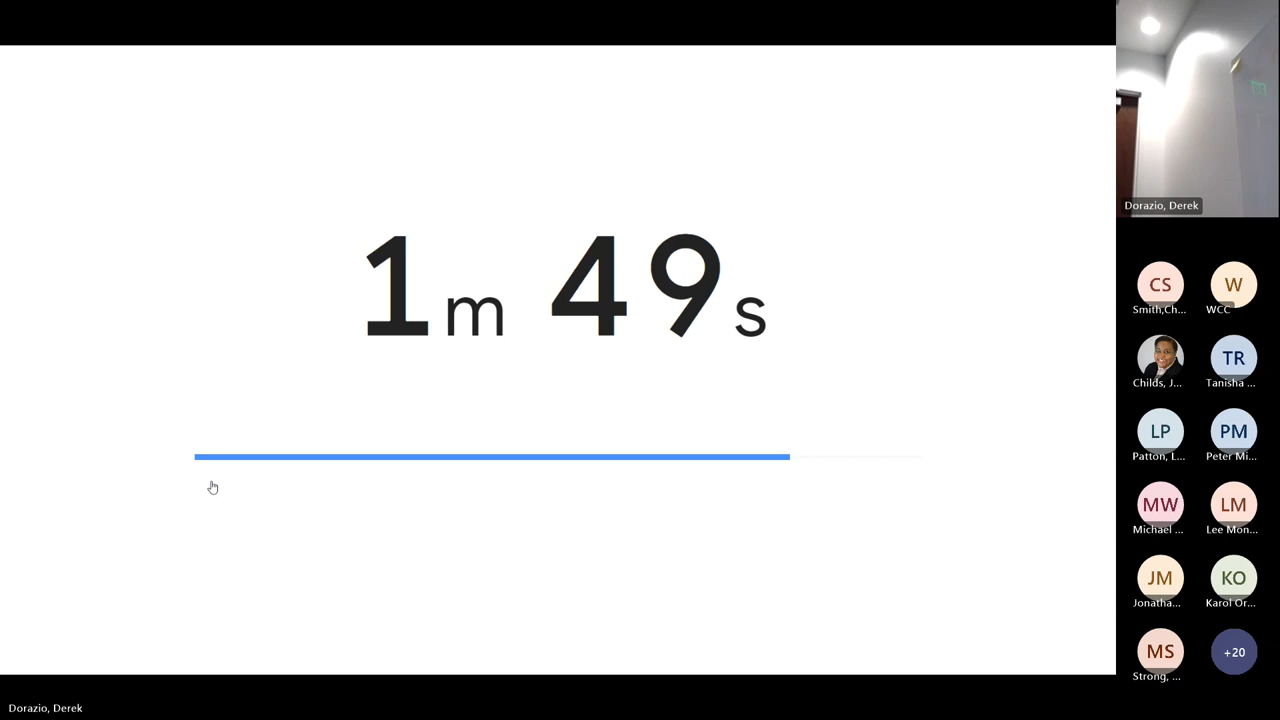 1m 49s
Dorazio, Derek
CS
Smith,Ch...
W
WCC
Childs, J...
TR
Tanisha ...
LP
Patton, L...
PM
Peter Mi...
MW
Michael ...
LM
Lee Mon...
JM
Jonatha...
KO
Karol Or...
MS
Strong, ...
+20
Dorazio, Derek